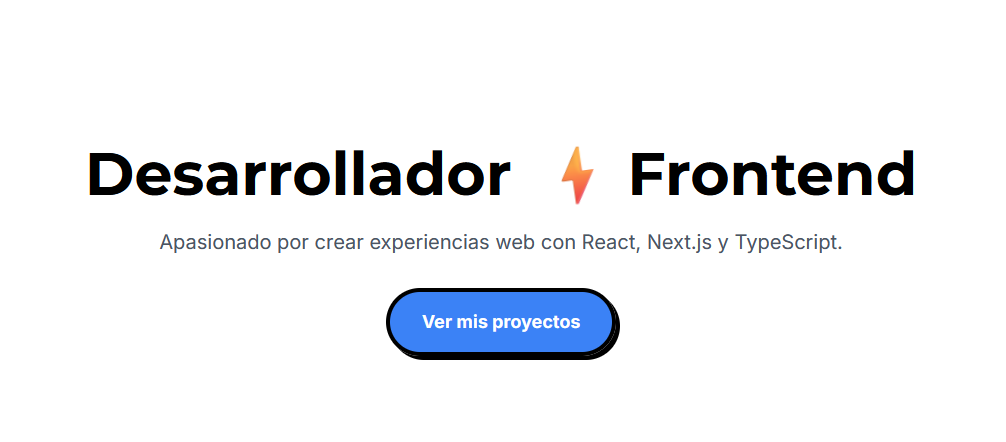 Desarrollador ⚡ Frontend
Apasionado por crear experiencias web con React, Next.js y TypeScript.
Ver mis proyectos